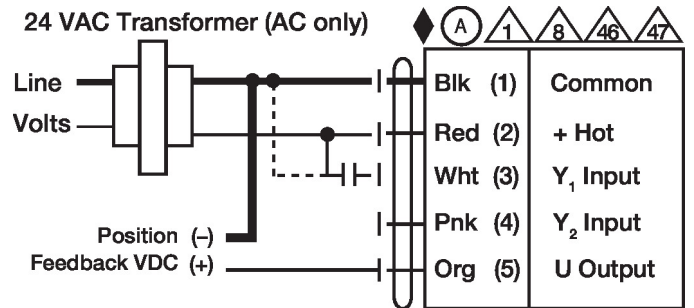 24 VAC Transformer (AC only)
A 1 8 46 47
Line
Volts
Blk (1) Common
Red (2) + Hot
Wht (3) Y₁ Input
Pnk (4) Y₂ Input
Org (5) U Output
Position (–)
Feedback VDC (+)